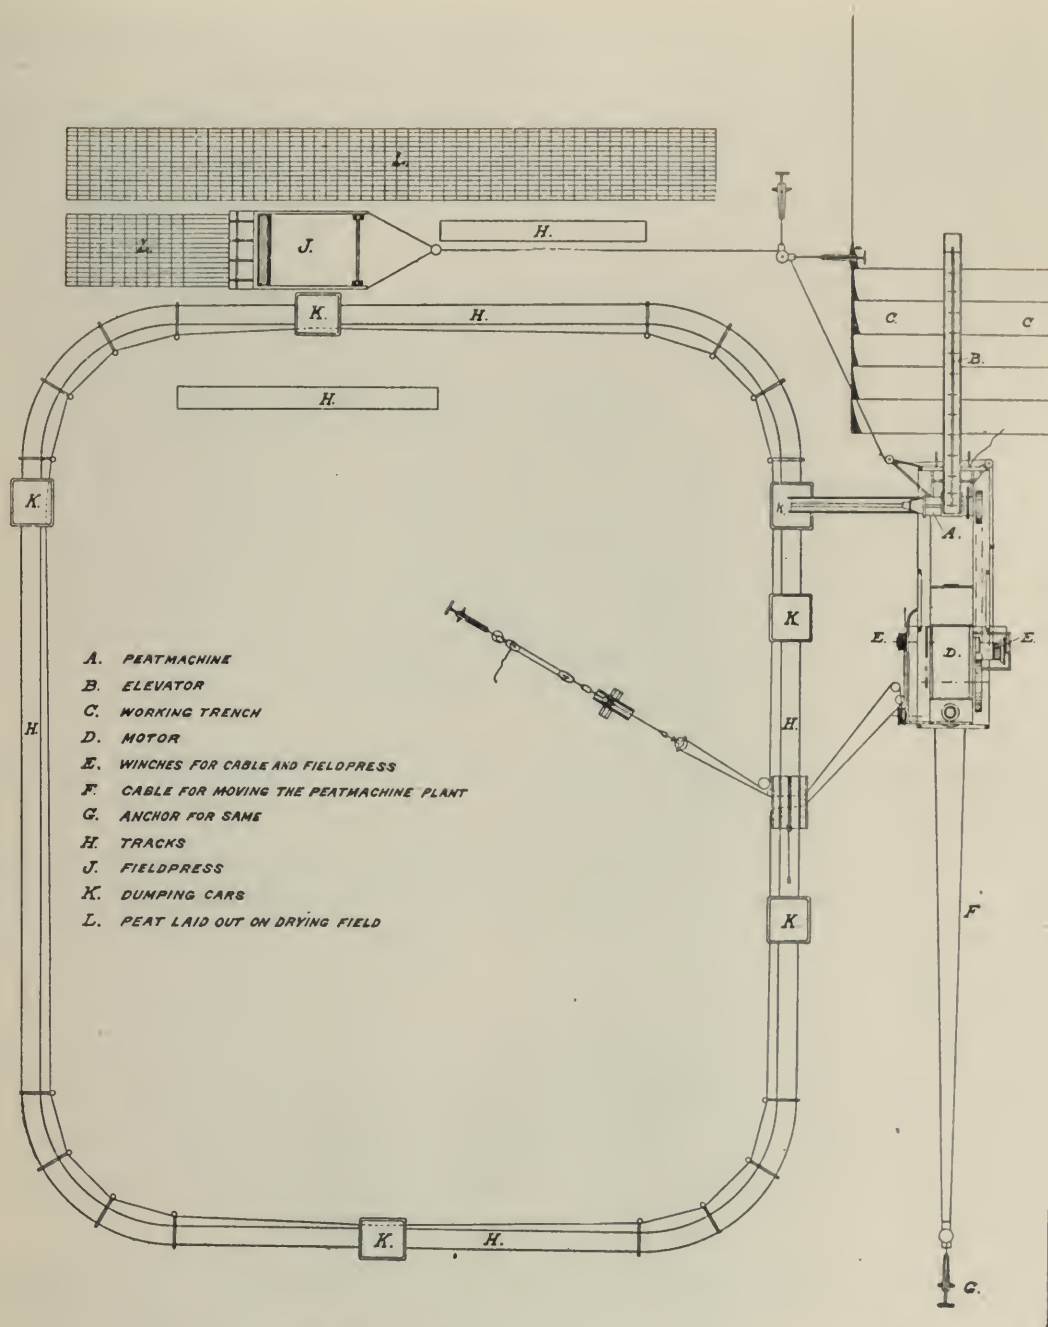 L.
L.
J.
H.
K.
H.
C.
C
B.
H.
K.
K.
A.
K.
E.
D.
E.
A. PEATMACHINE
B. ELEVATOR
C. WORKING TRENCH
D. MOTOR
E. WINCHES FOR CABLE AND FIELDPRESS
F. CABLE FOR MOVING THE PEATMACHINE PLANT
G. ANCHOR FOR SAME
H. TRACKS
J. FIELDPRESS
K. DUMPING CARS
L. PEAT LAID OUT ON DRYING FIELD
H.
H.
F
K.
K.
H.
G.